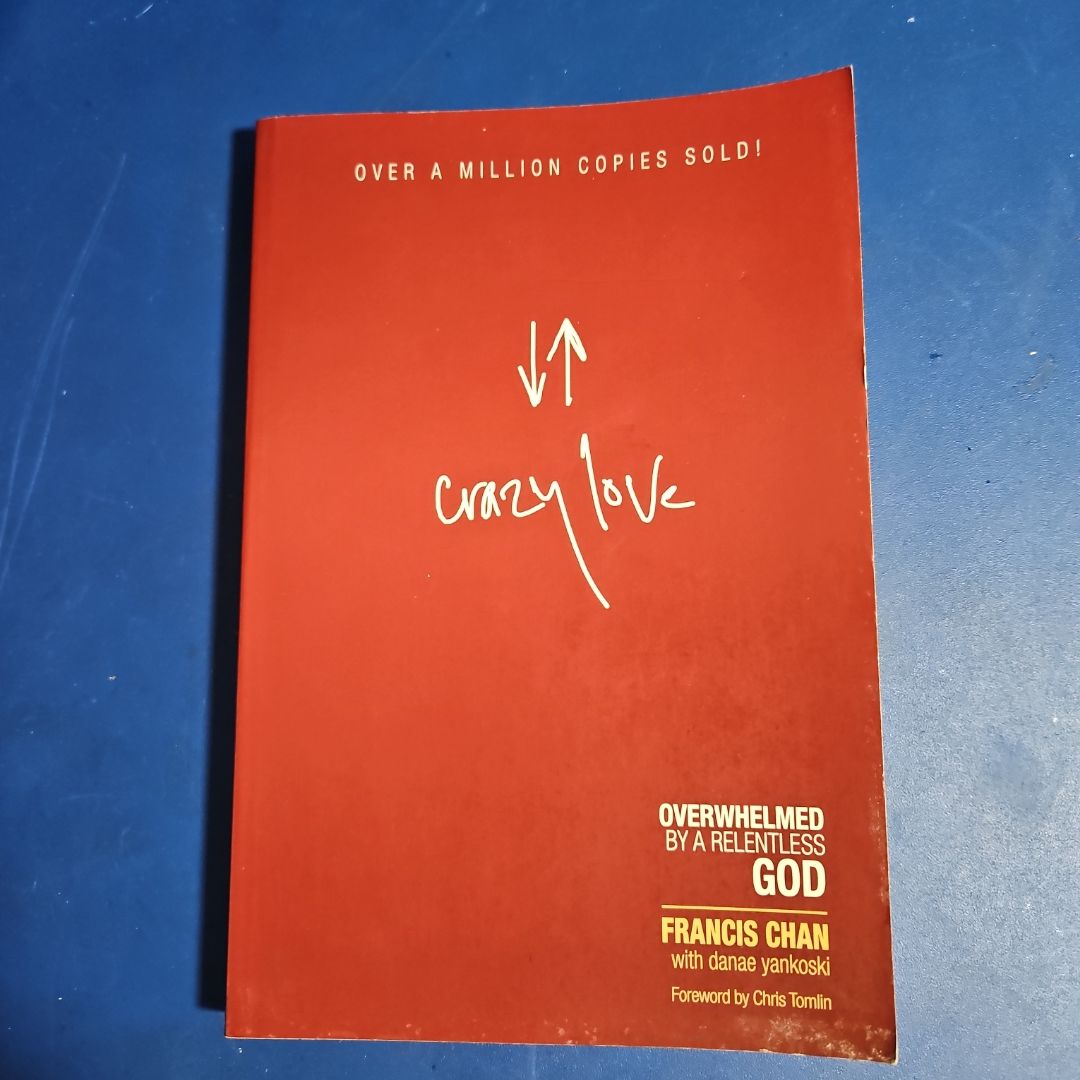 OVER A MILLION COPIES SOLD!
crazy love
OVERWHELMED
BY A RELENTLESS
GOD
FRANCIS CHAN
with danae yankoski
Foreword by Chris Tomlin